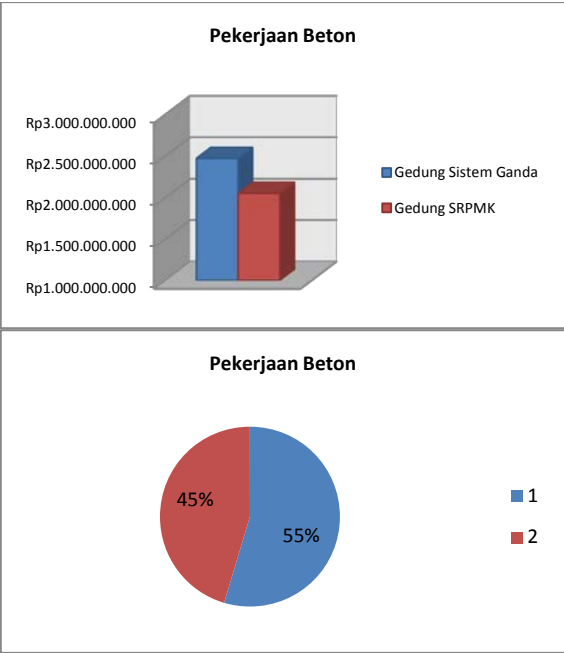 Pekerjaan Beton
Rp3.000.000.000
Rp2.500.000.000
Rp2.000.000.000
Rp1.500.000.000
Rp1.000.000.000
Gedung Sistem Ganda
Gedung SRPMK
Pekerjaan Beton
45%
55%
1
2